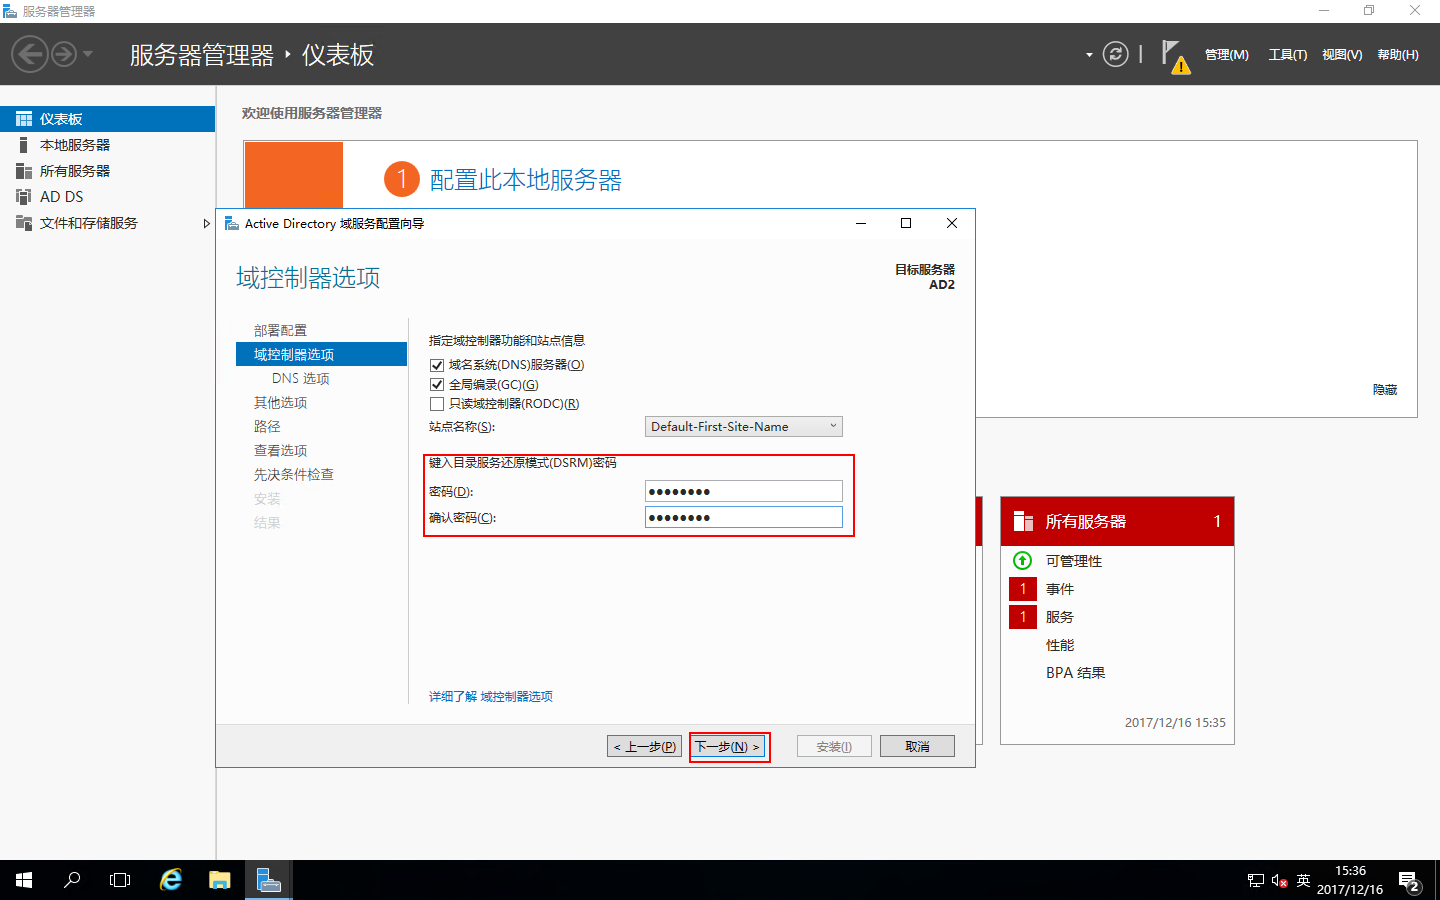 服务器管理器
服务器管理器 ‣ 仪表板
管理(M) 工具(T) 视图(V) 帮助(H)
仪表板
本地服务器
所有服务器
AD DS
文件和存储服务
欢迎使用服务器管理器
1 配置此本地服务器
隐藏
Active Directory 域服务配置向导
域控制器选项
目标服务器
AD2
部署配置
域控制器选项
DNS 选项
其他选项
路径
查看选项
先决条件检查
安装
结果
指定域控制器功能和站点信息
域名系统(DNS)服务器(O)
全局编录(GC)(G)
只读域控制器(RODC)(R)
站点名称(S): Default-First-Site-Name
键入目录服务还原模式(DSRM)密码
密码(D): ●●●●●●●●
确认密码(C): ●●●●●●●●
详细了解 域控制器选项
< 上一步(P) 下一步(N) > 安装(I) 取消
所有服务器 1
可管理性
1 事件
1 服务
性能
BPA 结果
2017/12/16 15:35
英
15:36
2017/12/16
2